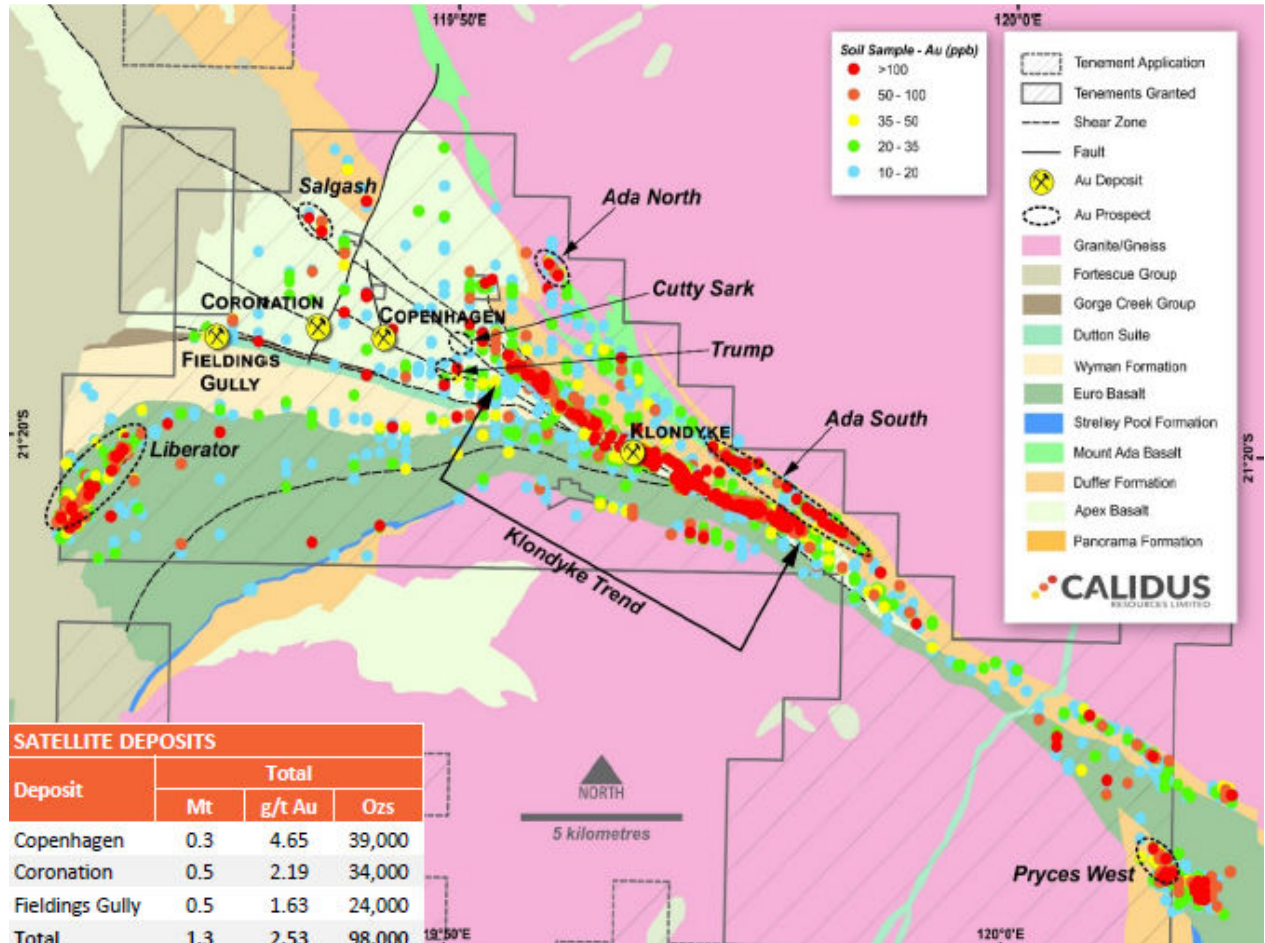 119°50'E
120°0'E
Soil Sample - Au (ppb)
>100
50 - 100
35 - 50
20 - 35
10 - 20
Tenement Application
Tenements Granted
Shear Zone
Fault
Au Deposit
Au Prospect
Granite/Gneiss
Fortescue Group
Gorge Creek Group
Dutton Suite
Wyman Formation
Euro Basalt
Strelley Pool Formation
Mount Ada Basalt
Duffer Formation
Apex Basalt
Panorama Formation
CALIDUS
RESOURCES LIMITED
Salgash
Ada North
Cutty Sark
CORONATION
COPENHAGEN
Trump
FIELDINGS
GULLY
Ada South
KLONDYKE
Liberator
21°20'S
21°20'S
Klondyke Trend
NORTH
5 kilometres
Pryces West
SATELLITE DEPOSITS
Deposit Total
Mt g/t Au Ozs
Copenhagen 0.3 4.65 39,000
Coronation 0.5 2.19 34,000
Fieldings Gully 0.5 1.63 24,000
Total 1.3 2.53 98,000
19°50'E
120°0'E